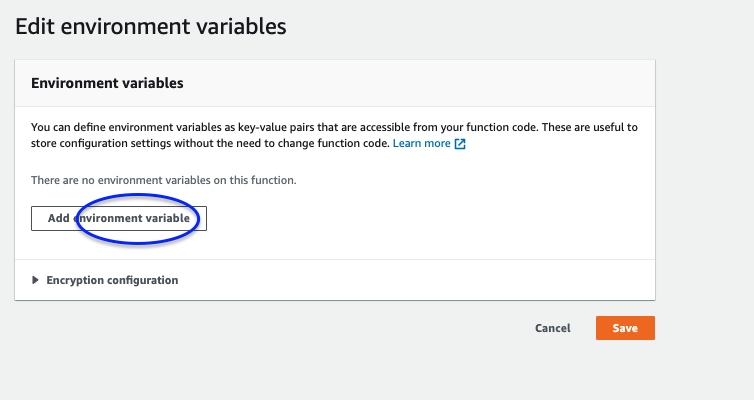 Edit environment variables
Environment variables
You can define environment variables as key-value pairs that are accessible from your function code. These are useful to
store configuration settings without the need to change function code. Learn more
There are no environment variables on this function.
Add environment variable
Encryption configuration
Cancel Save